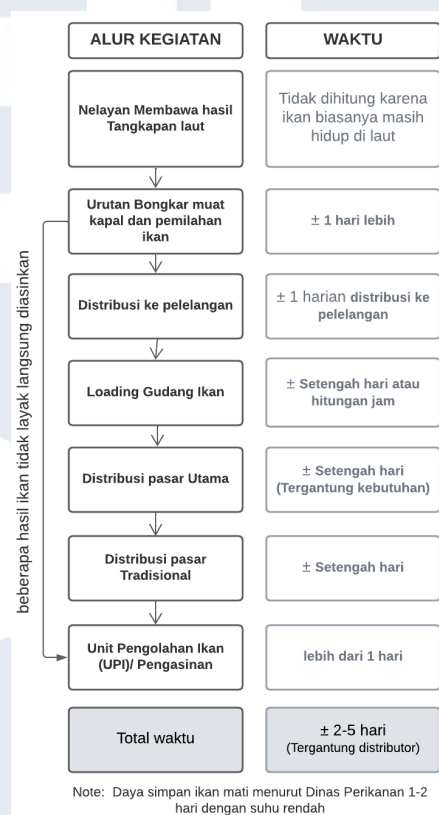 ALUR KEGIATAN
WAKTU
Nelayan Membawa hasil
Tangkapan laut
Tidak dihitung karena
ikan biasanya masih
hidup di laut
Urutan Bongkar muat
kapal dan pemilahan
ikan
± 1 hari lebih
Distribusi ke pelelangan
± 1 harian distribusi ke
pelelangan
Loading Gudang Ikan
± Setengah hari atau
hitungan jam
Distribusi pasar Utama
± Setengah hari
(Tergantung kebutuhan)
Distribusi pasar
Tradisional
± Setengah hari
Unit Pengolahan Ikan
(UPI)/ Pengasinan
lebih dari 1 hari
beberapa hasil ikan tidak layak langsung diasinkan
Total waktu
± 2-5 hari
(Tergantung distributor)
Note: Daya simpan ikan mati menurut Dinas Perikanan 1-2
hari dengan suhu rendah